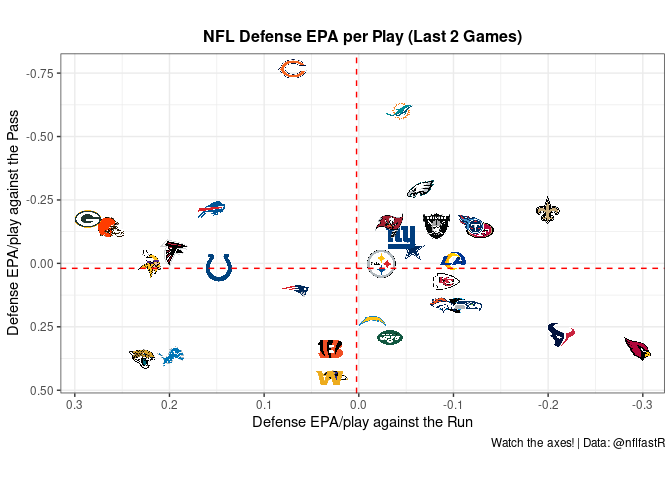 NFL Defense EPA per Play (Last 2 Games)
Defense EPA/play against the Pass
-0.75
-0.50
-0.25
0.00
0.25
0.50
0.3
0.2
0.1
0.0
-0.1
-0.2
-0.3
Defense EPA/play against the Run
Watch the axes! | Data: @nflfastR
ny
B
W